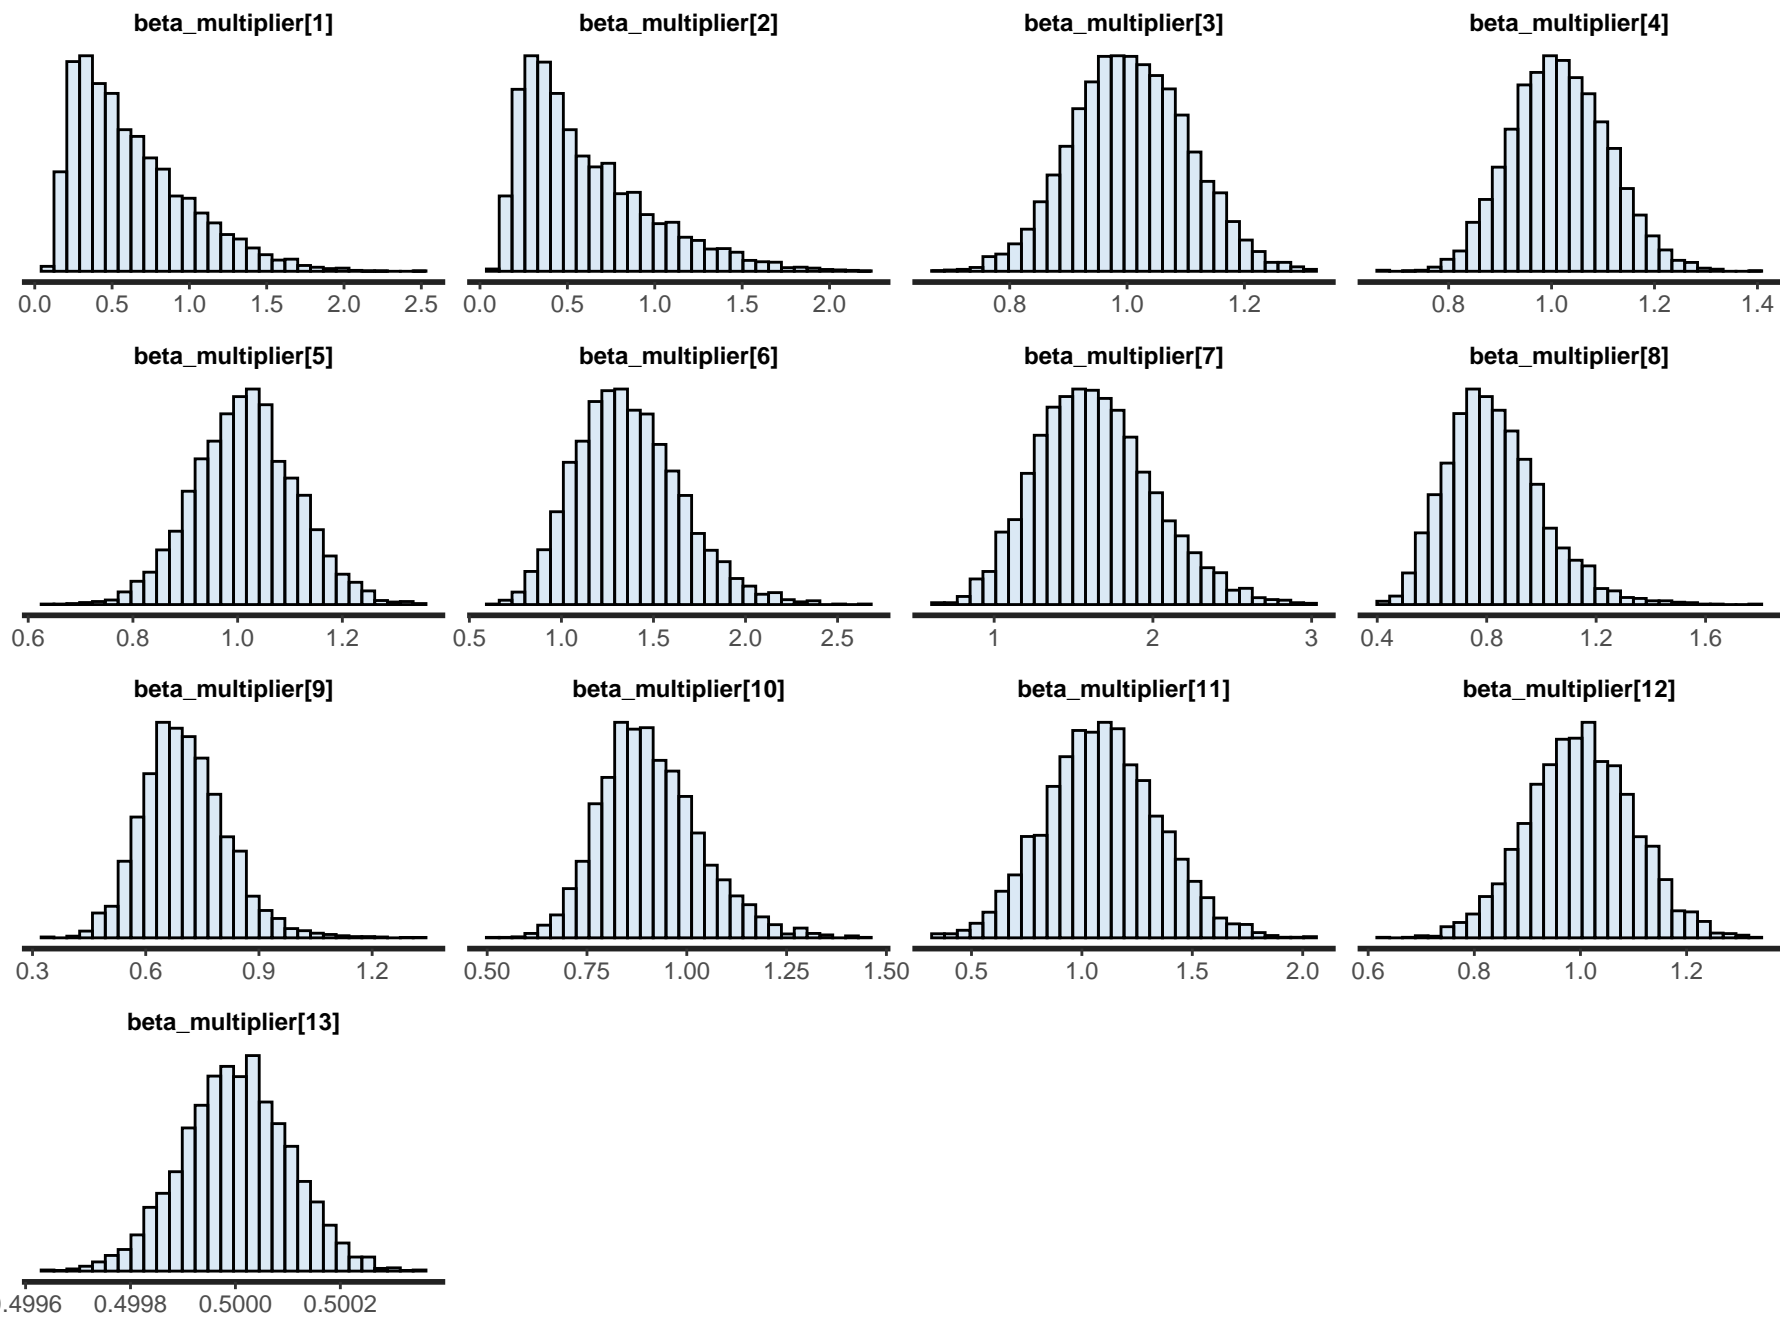 beta_multiplier[1] beta_multiplier[2] beta_multiplier[3] beta_multiplier[4]
0.0 0.5 1.0 1.5 2.0 2.5 0.0 0.5 1.0 1.5 2.0 0.8 1.0 1.2 0.8 1.0 1.2 1.4
beta_multiplier[5] beta_multiplier[6] beta_multiplier[7] beta_multiplier[8]
0.6 0.8 1.0 1.2 0.5 1.0 1.5 2.0 2.5 1 2 3 0.4 0.8 1.2 1.6
beta_multiplier[9] beta_multiplier[10] beta_multiplier[11] beta_multiplier[12]
0.3 0.6 0.9 1.2 0.50 0.75 1.00 1.25 1.50 0.5 1.0 1.5 2.0 0.6 0.8 1.0 1.2
beta_multiplier[13]
.4996 0.4998 0.5000 0.5002